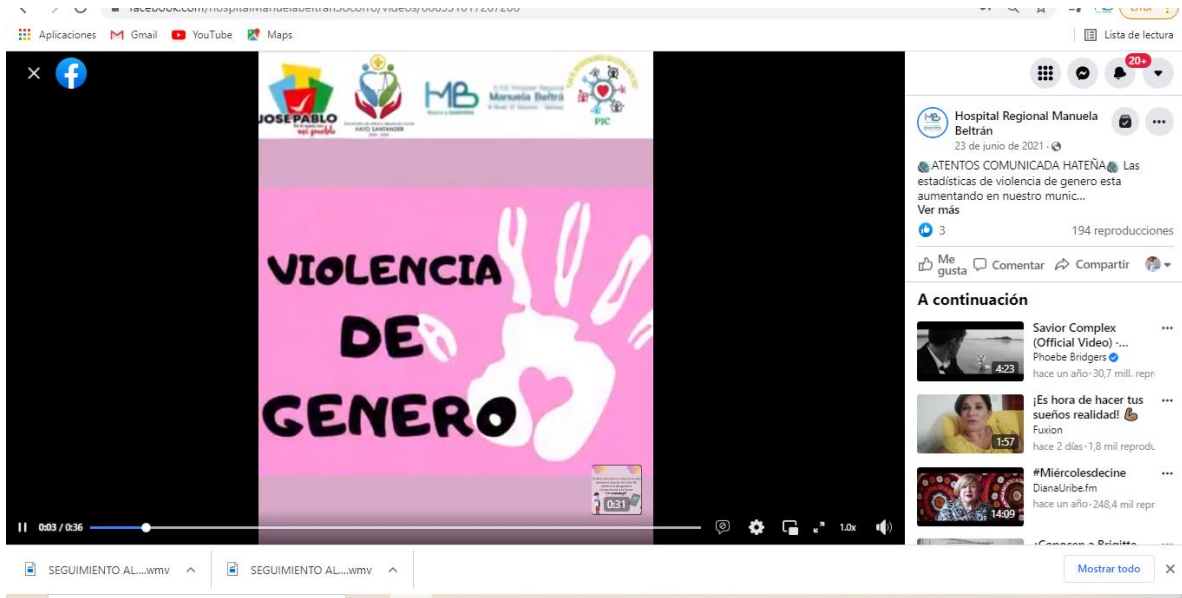 Aplicaciones Gmail YouTube Maps Lista de lectura
JOSE PABLO
HATO SANTANDER
MB Manuela Beltrá
PIC
VIOLENCIA
DE
GENERO
0:31
0:03 / 0:36
1.0x
20+
Hospital Regional Manuela
Beltrán
23 de junio de 2021 ·
ATENTOS COMUNICADA HATEÑA Las
estadísticas de violencia de genero esta
aumentando en nuestro munic...
Ver más
3 194 reproducciones
Me gusta Comentar Compartir
A continuación
Savior Complex
(Official Video) ·...
Phoebe Bridgers
hace un año · 30,7 mill. repr
4:23
¡Es hora de hacer tus
sueños realidad!
Fuxion
hace 2 días · 1,8 mil reprodu.
1:57
#Miércolesdecine
DianaUribe.fm
hace un año · 248,4 mil repr
14:09
SEGUIMIENTO AL....wmv SEGUIMIENTO AL....wmv Mostrar todo